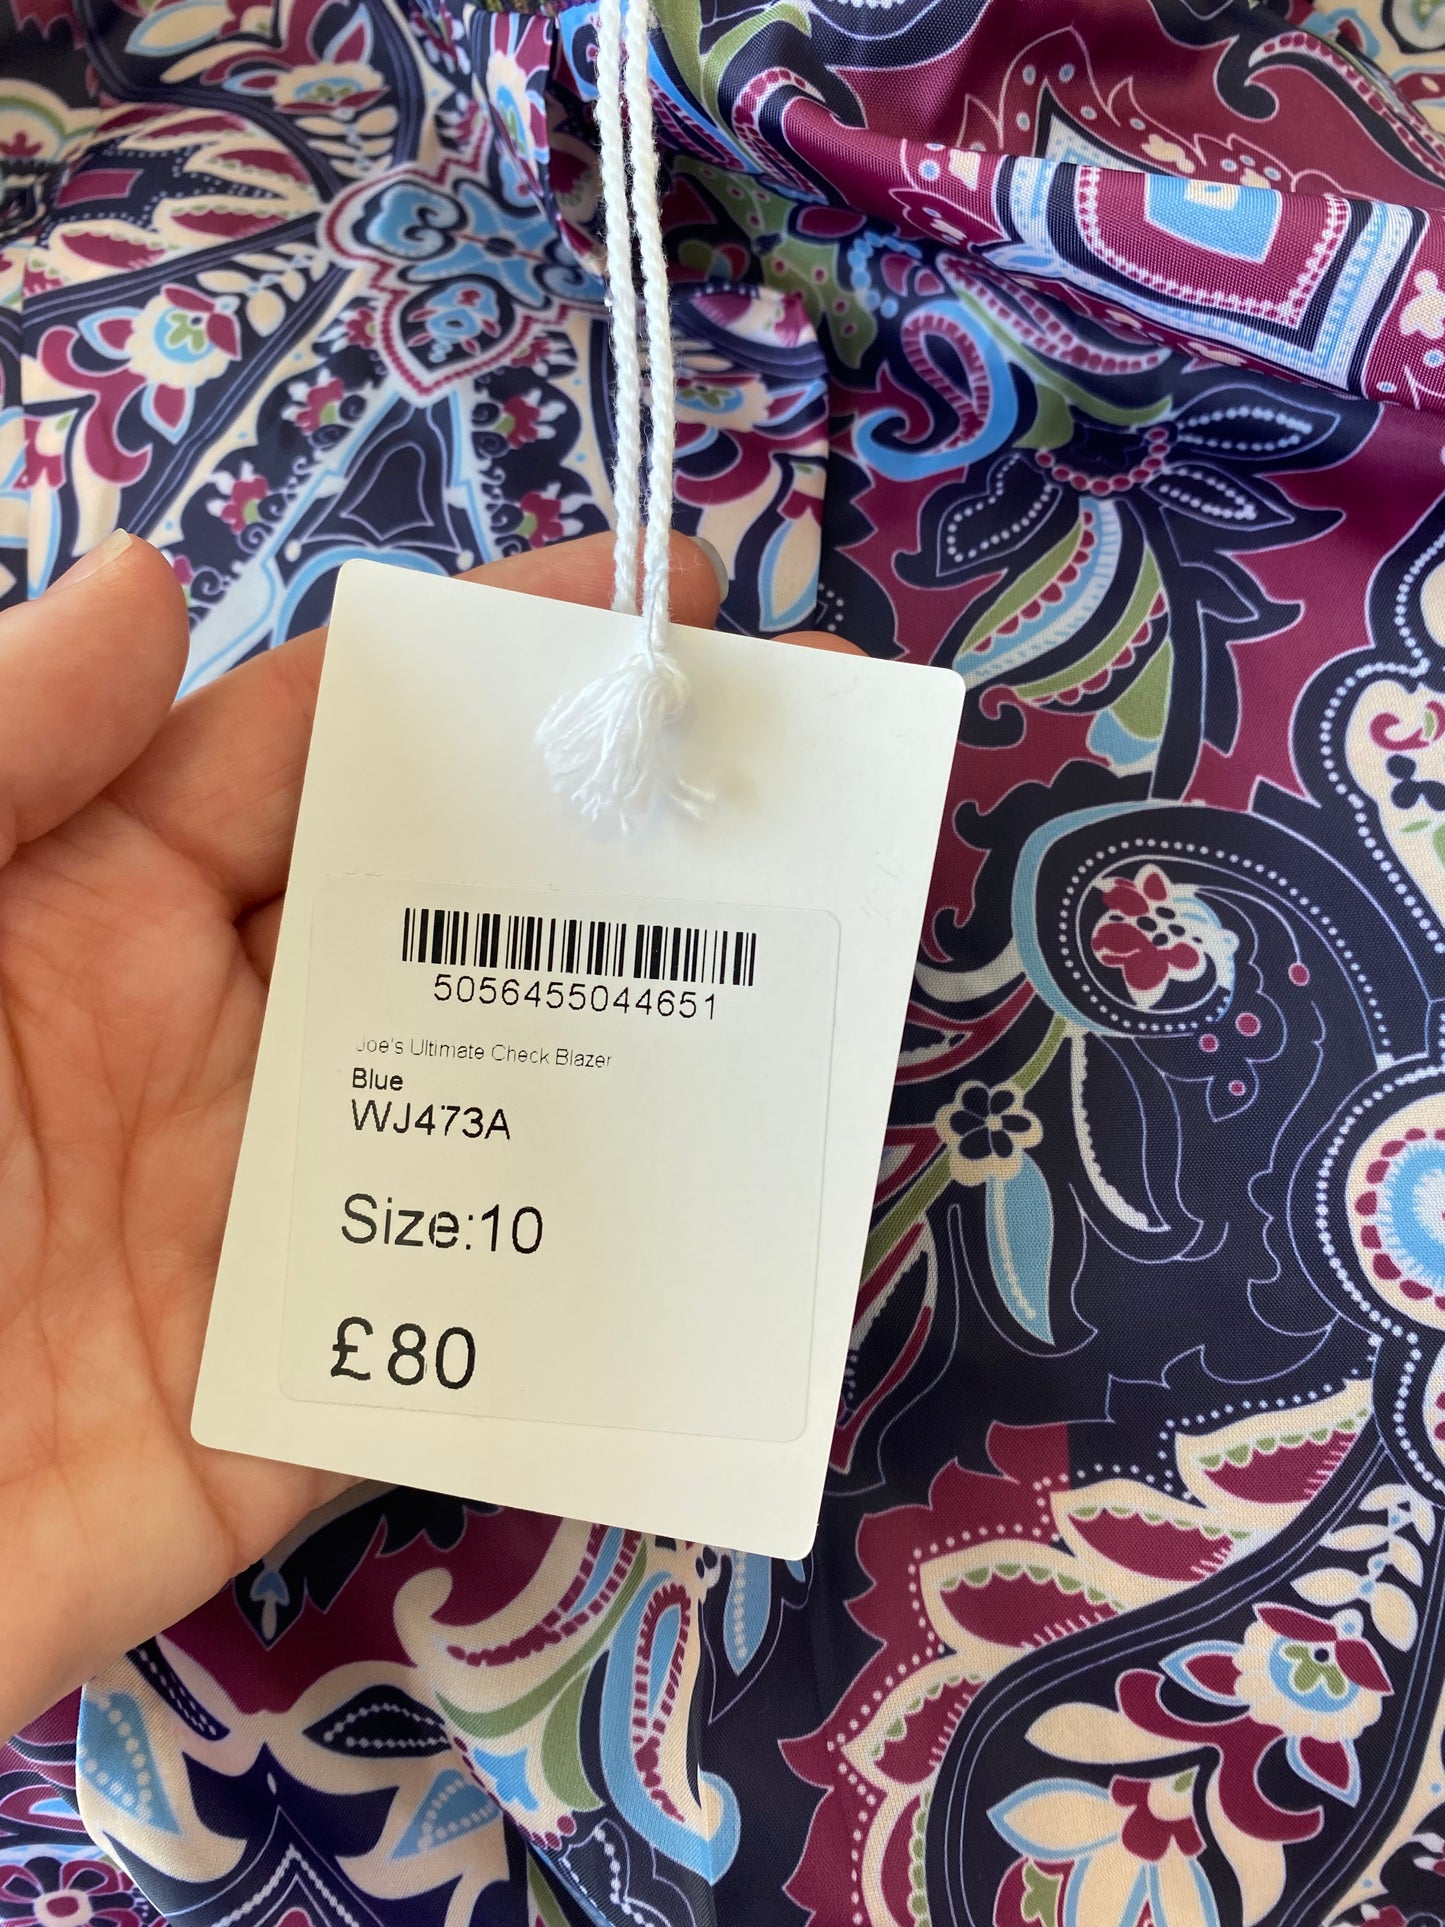 5056455044651
Joe's Ultimate Check Blazer
Blue
WJ473A
Size:10
£80